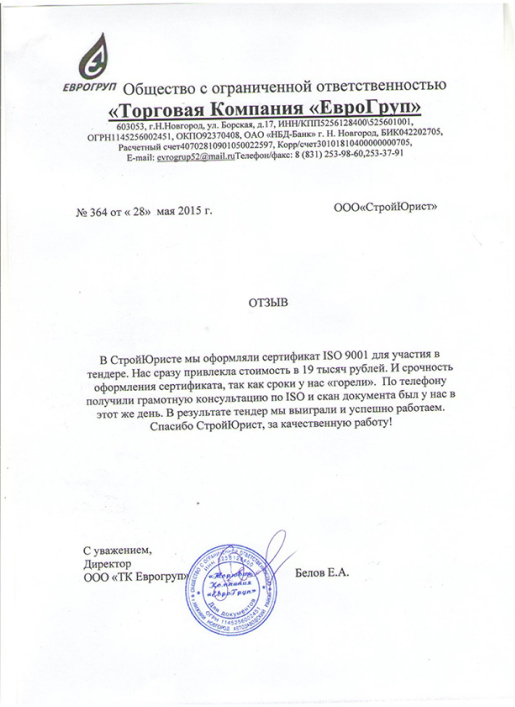 ЕВРОГРУП
Общество с ограниченной ответственностью
«Торговая Компания «ЕвроГруп»
603053, г.Н.Новгород, ул. Борская, д.17, ИНН/КПП5256128400\525601001,
ОГРН1145256002451, ОКПО92370408, ОАО «НБД-Банк» г. Н. Новгород, БИК042202705,
Расчетный счет40702810901050022597, Корр/счет30101810400000000705,
E-mail: evrogrup52@mail.ruТелефон/факс: 8 (831) 253-98-60,253-37-91
№ 364 от « 28» мая 2015 г.
ООО«СтройЮрист»
ОТЗЫВ
В СтройЮристе мы оформляли сертификат ISO 9001 для участия в
тендере. Нас сразу привлекла стоимость в 19 тысяч рублей. И срочность
оформления сертификата, так как сроки у нас «горели». По телефону
получили грамотную консультацию по ISO и скан документа был у нас в
этот же день. В результате тендер мы выиграли и успешно работаем.
Спасибо СтройЮрист, за качественную работу!
С уважением,
Директор
ООО «ТК Еврогруп»
Белов Е.А.
«Торговая
Компания
«ЕвроГруп»
Для документов